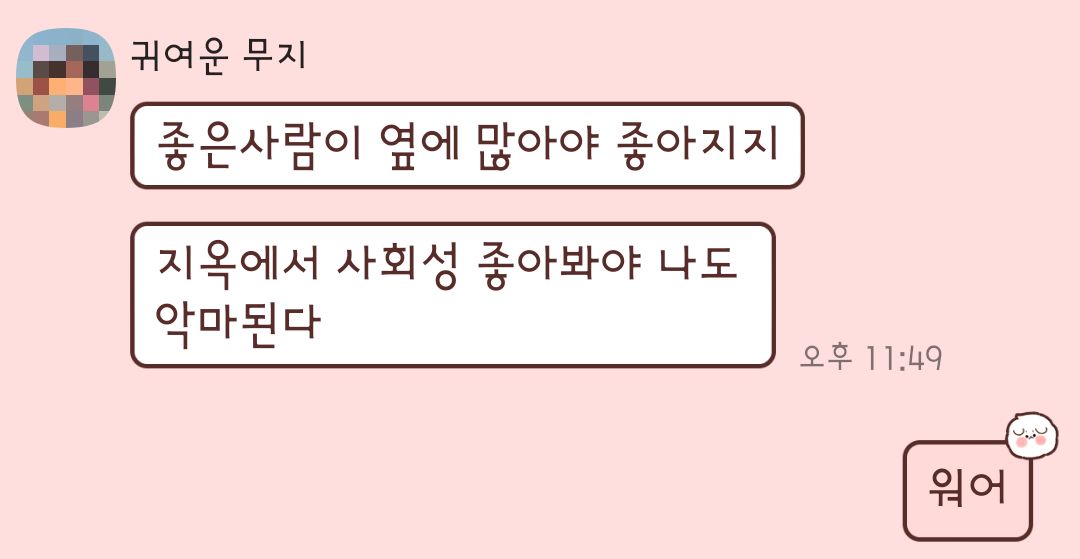 귀여운 무지
좋은사람이 옆에 많아야 좋아지지
지옥에서 사회성 좋아봐야 나도
악마된다
오후 11:49
워어